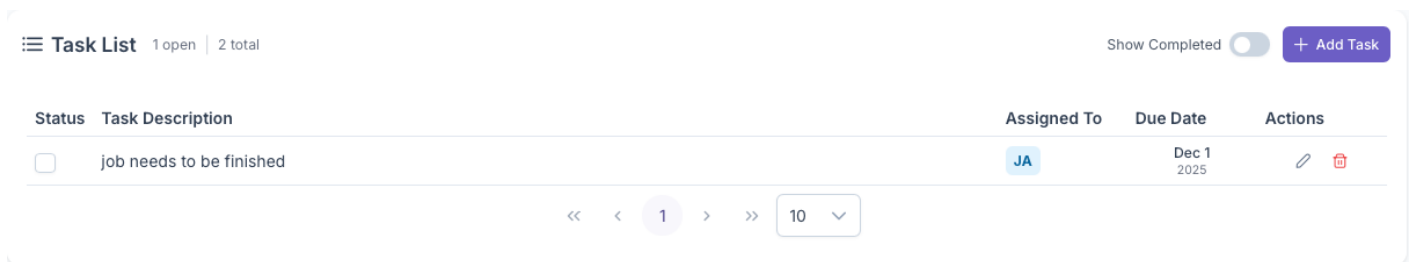 Task List 1 open 2 total Show Completed + Add Task
Status Task Description Assigned To Due Date Actions
job needs to be finished JA Dec 1
2025
« ‹ 1 › » 10